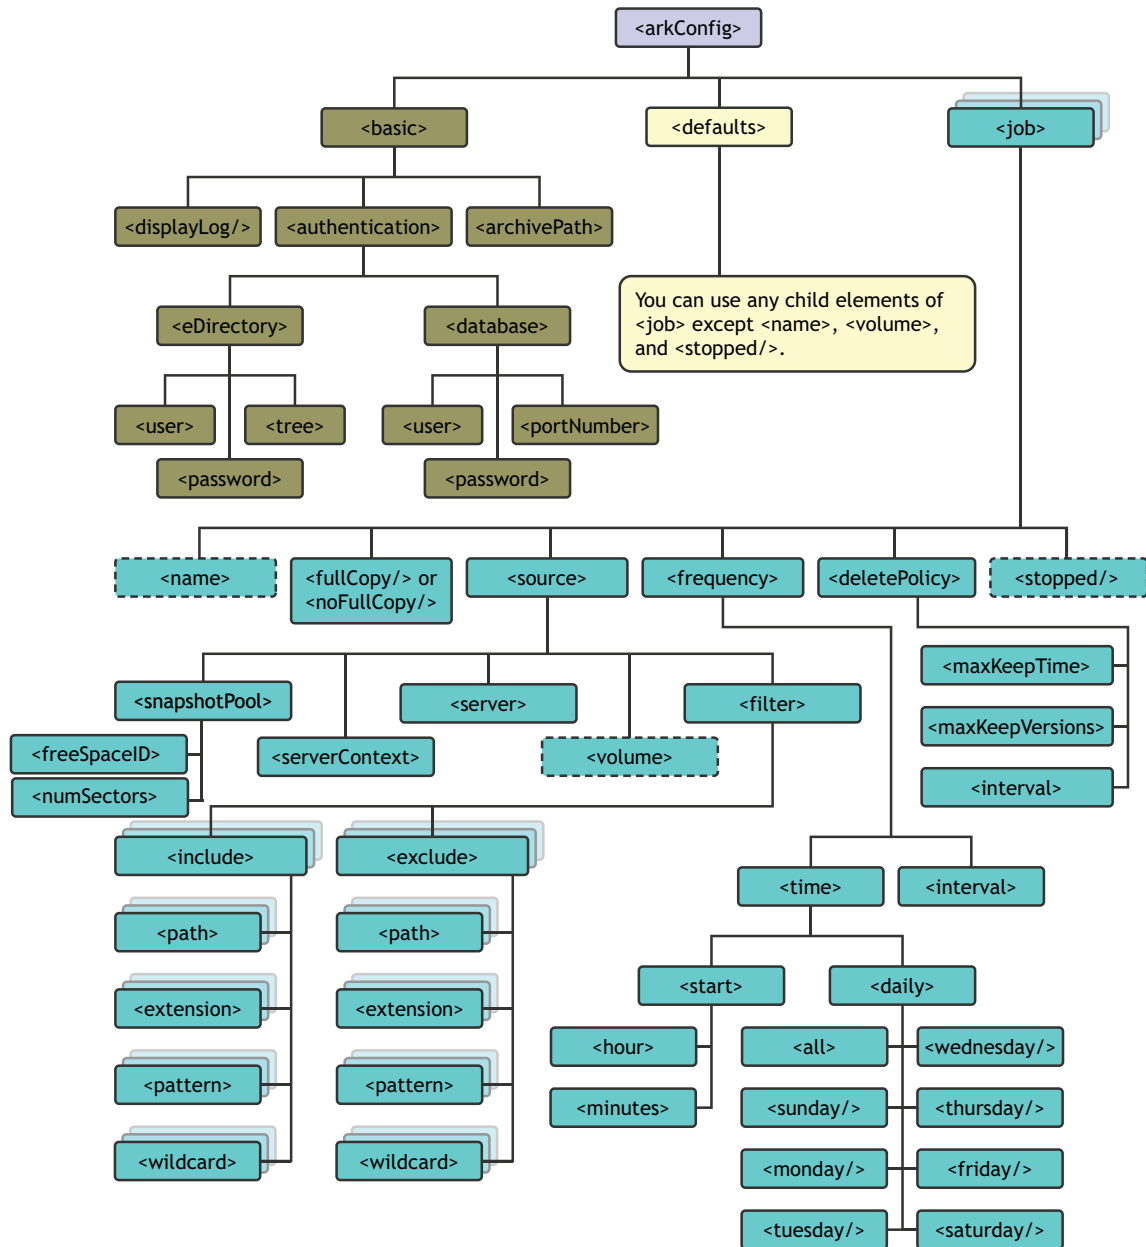 <arkConfig>
<basic>
<defaults>
<job>
<displayLog/>
<authentication>
<archivePath>
You can use any child elements of
<job> except <name>, <volume>,
and <stopped/>.
<eDirectory>
<database>
<user>
<tree>
<user>
<portNumber>
<password>
<password>
<name>
<fullCopy/> or
<noFullCopy/>
<source>
<frequency>
<deletePolicy>
<stopped/>
<maxKeepTime>
<snapshotPool>
<server>
<filter>
<maxKeepVersions>
<freeSpaceID>
<serverContext>
<volume>
<interval>
<numSectors>
<include>
<exclude>
<time>
<interval>
<path>
<path>
<start>
<daily>
<extension>
<extension>
<hour>
<all>
<wednesday/>
<pattern>
<pattern>
<minutes>
<sunday/>
<thursday/>
<wildcard>
<wildcard>
<monday/>
<friday/>
<tuesday/>
<saturday/>